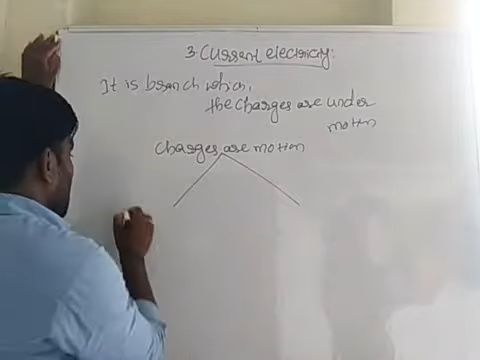 3. Current electricity:
It is branch which,
the charges are under
motion
charges are motion